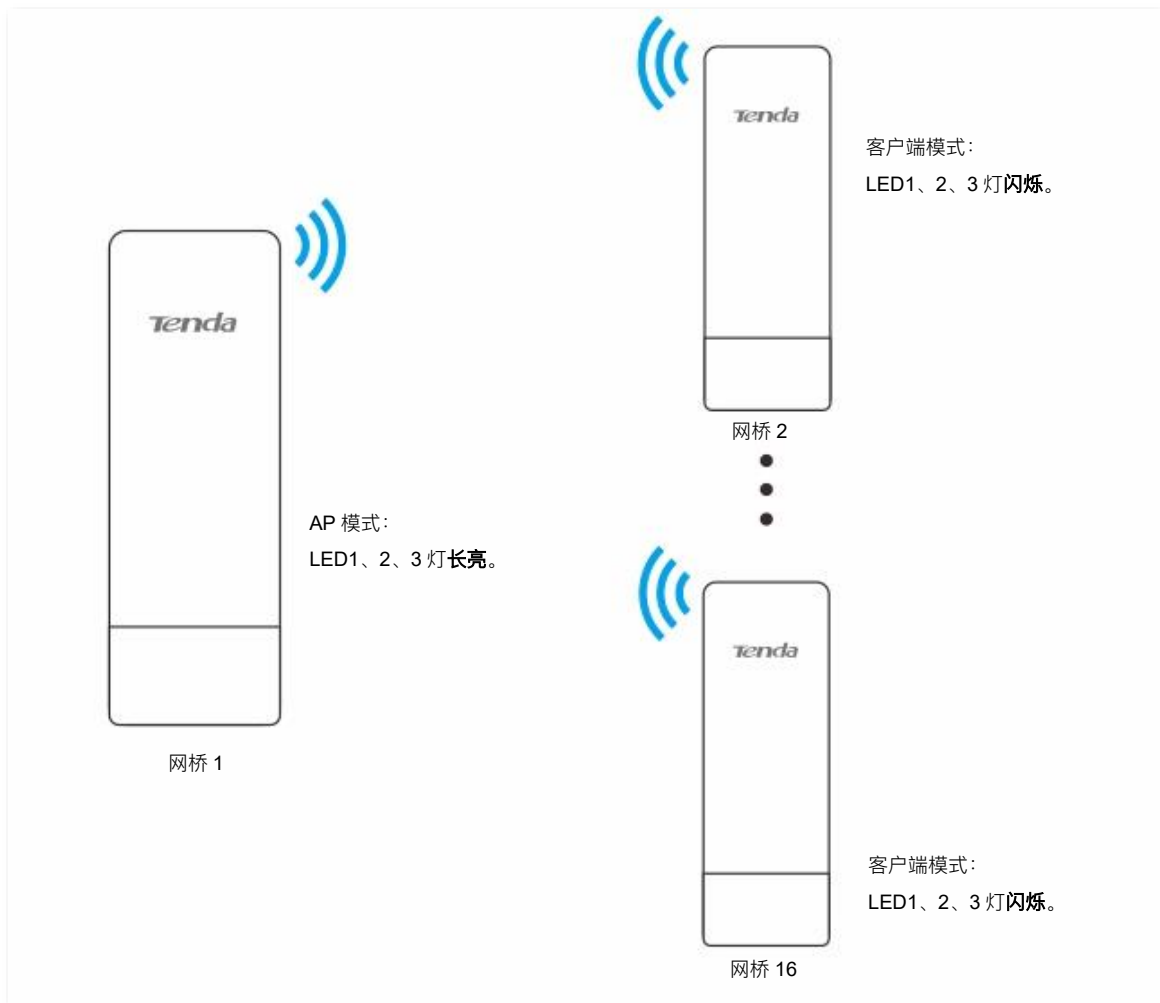 Tenda
客户端模式：
LED1、2、3 灯闪烁。
网桥 2
Tenda
AP 模式：
LED1、2、3 灯长亮。
网桥 1
Tenda
客户端模式：
LED1、2、3 灯闪烁。
网桥 16